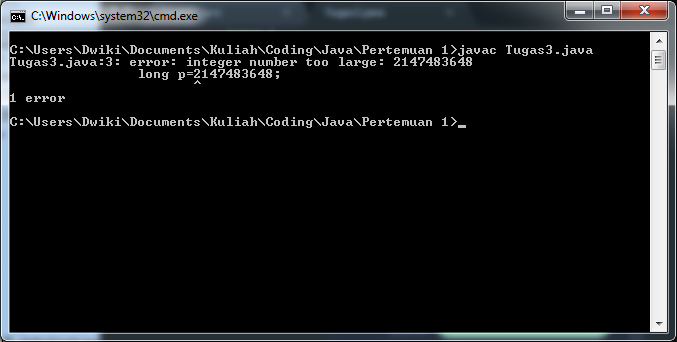 C:\Windows\system32\cmd.exe
C:\Users\Dwiki\Documents\Kuliah\Coding\Java\Pertemuan 1>javac Tugas3.java
Tugas3.java:3: error: integer number too large: 2147483648
long p=2147483648;
^
1 error
C:\Users\Dwiki\Documents\Kuliah\Coding\Java\Pertemuan 1>_